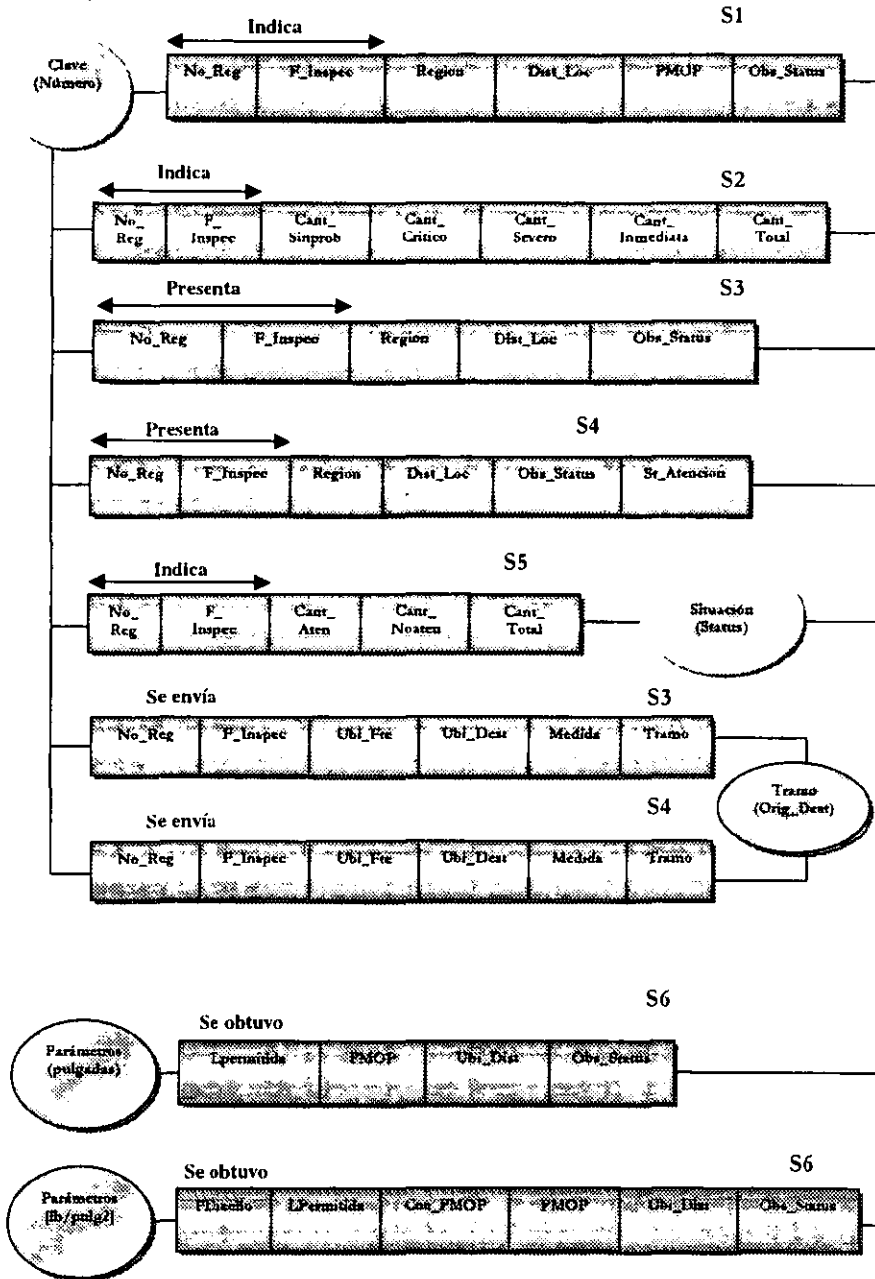 S1
Indica
Clave
(Número)
No_Reg F_Inspec Region Dist_Loc PMOP Obs_Status
Indica
S2
No_
Reg F_
Inspec Cant_
Sinprob Cant_
Critico Cant_
Severo Cant_
Inmediata Cant_
Total
Presenta
S3
No_Reg F_Inspec Region Dist_Loc Obs_Status
Presenta
S4
No_Reg F_Inspec Region Dist_Loc Obs_Status St_Atencion
Indica
S5
No_
Reg F_
Inspec Cant_
Aten Cant_
Noaten Cant_
Total
Situación
(Status)
Se envía
S3
No_Reg F_Inspec Ubi_Fte Ubi_Dest Medida Tramo
Tramo
(Orig_Dest)
Se envía
S4
No_Reg F_Inspec Ubi_Fte Ubi_Dest Medida Tramo
S6
Se obtuvo
Parámetros
(pulgadas)
Lpermitida PMOP Ubi_Dist Obs_Status
Se obtuvo
S6
Parámetros
[lb/pulg2]
PDiseño LPermitida Con_PMOP PMOP Ubi_Dist Obs_Status